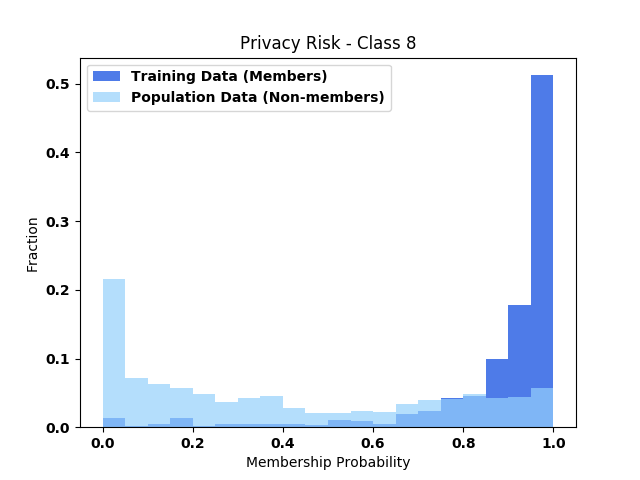 Privacy Risk - Class 8
Training Data (Members)
Population Data (Non-members)
0.5
0.4
0.3
0.2
0.1
0.0
Fraction
0.0 0.2 0.4 0.6 0.8 1.0
Membership Probability